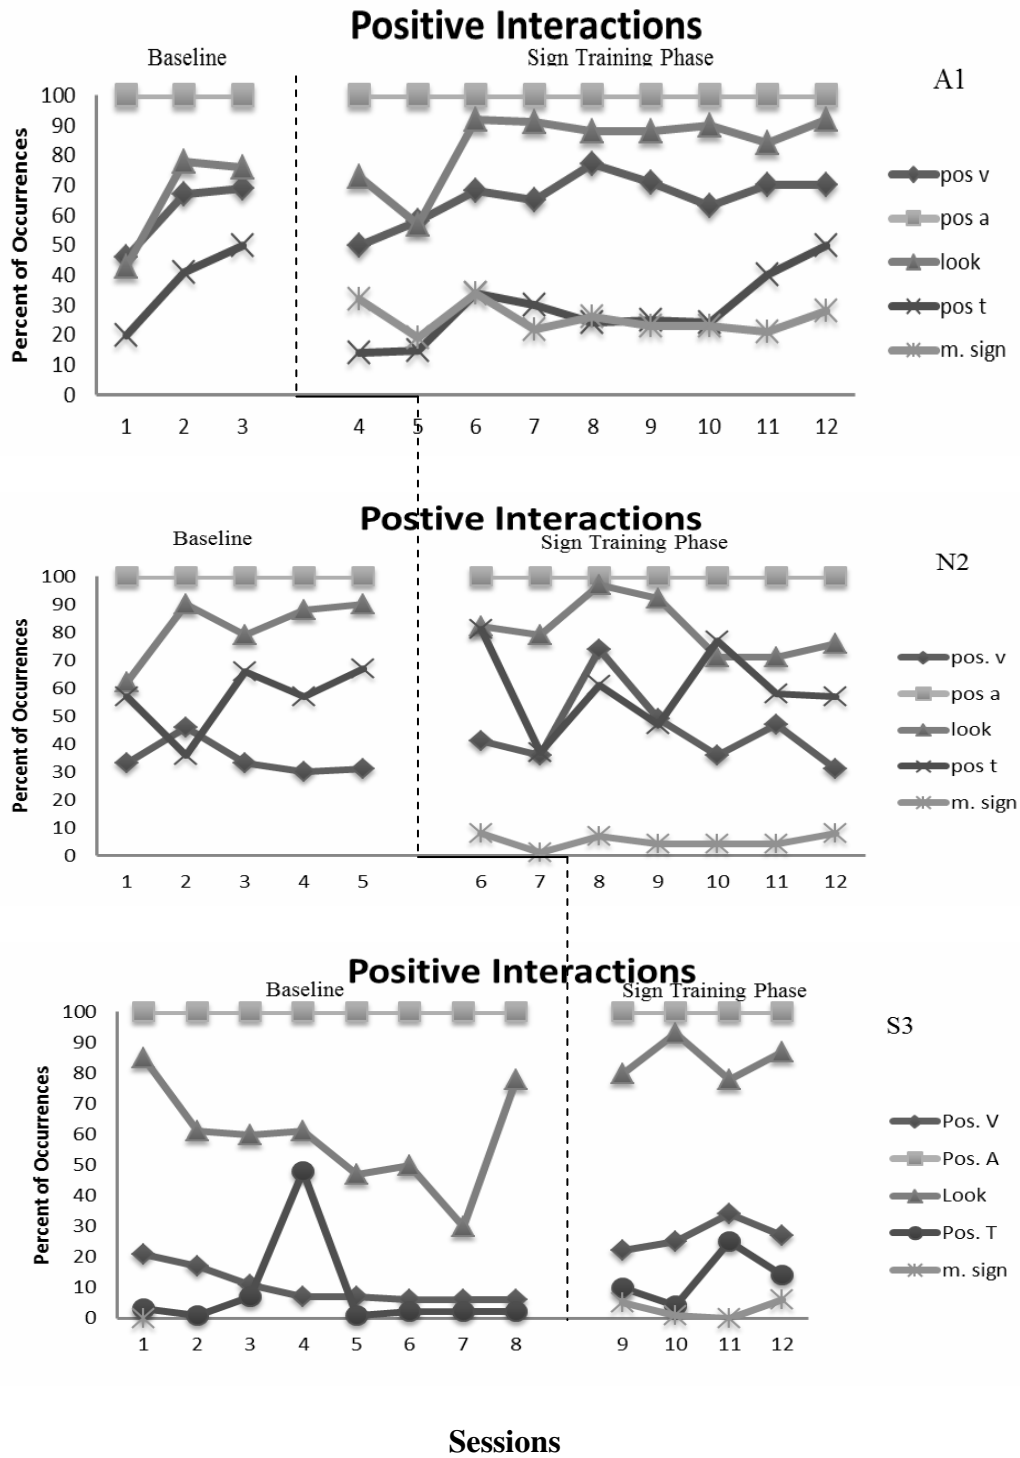 Positive Interactions
Baseline
Sign Training Phase
A1
Percent of Occurrences
100
90
80
70
60
50
40
30
20
10
0
1 2 3 4 5 6 7 8 9 10 11 12
pos v
pos a
look
pos t
m. sign
Postive Interactions
Baseline
Sign Training Phase
N2
Percent of Occurrences
100
90
80
70
60
50
40
30
20
10
0
1 2 3 4 5 6 7 8 9 10 11 12
pos. v
pos a
look
pos t
m. sign
Positive Interactions
Baseline
Sign Training Phase
S3
Percent of Occurrences
100
90
80
70
60
50
40
30
20
10
0
1 2 3 4 5 6 7 8 9 10 11 12
Pos. V
Pos. A
Look
Pos. T
m. sign
Sessions